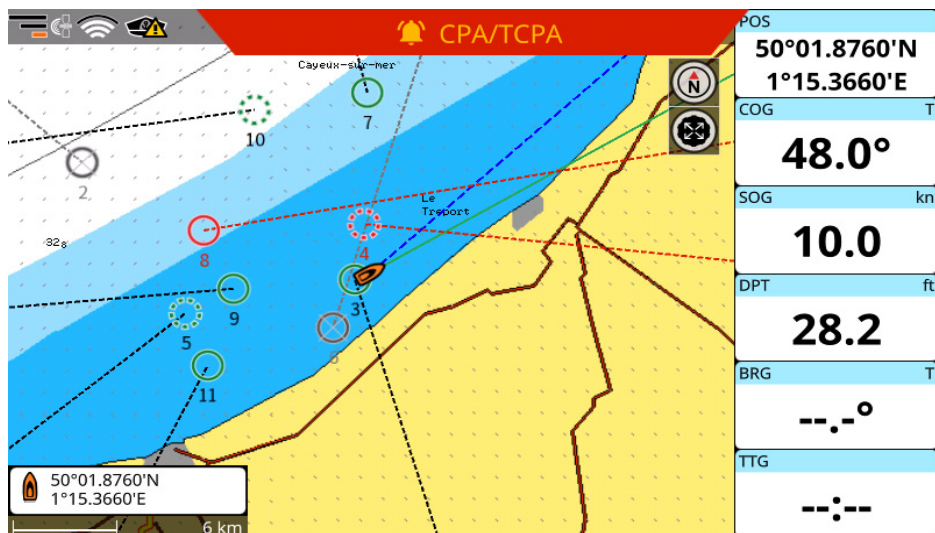 CPA/TCPA
POS
50°01.8760'N
1°15.3660'E
COG T
48.0°
SOG kn
10.0
DPT ft
28.2
BRG T
--.-°
TTG
--:--
Cayeux-sur-mer
N
7
10
2
Le
Treport
4
8
32₈
3
9
5
6
11
50°01.8760'N
1°15.3660'E
6 km